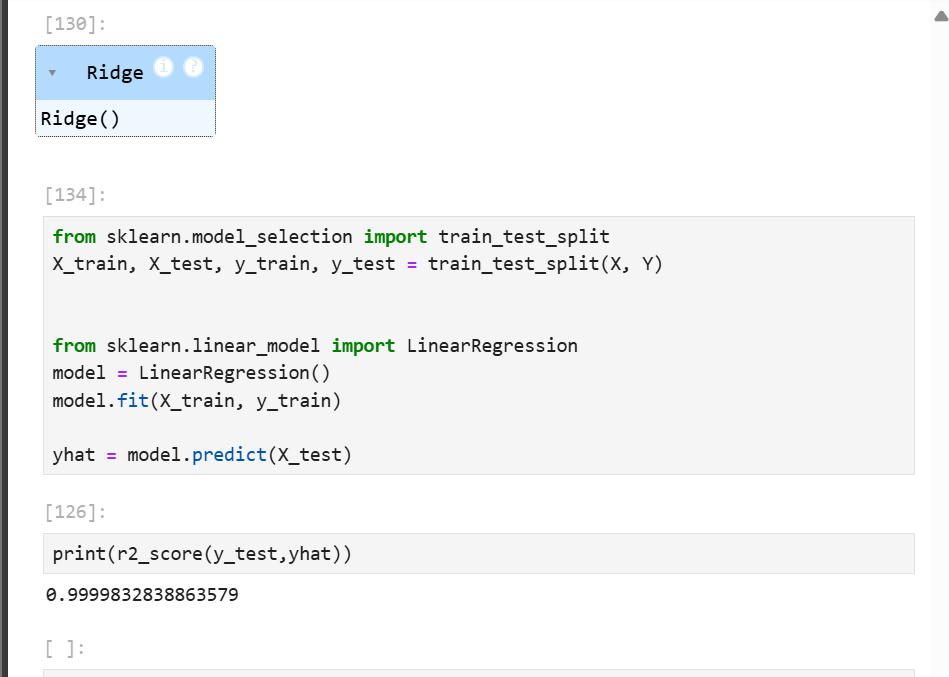 [130]:
Ridge i ?
Ridge()
[134]:
from sklearn.model_selection import train_test_split
X_train, X_test, y_train, y_test = train_test_split(X, Y)
from sklearn.linear_model import LinearRegression
model = LinearRegression()
model.fit(X_train, y_train)
yhat = model.predict(X_test)
[126]:
print(r2_score(y_test,yhat))
0.9999832838863579
[ ]: